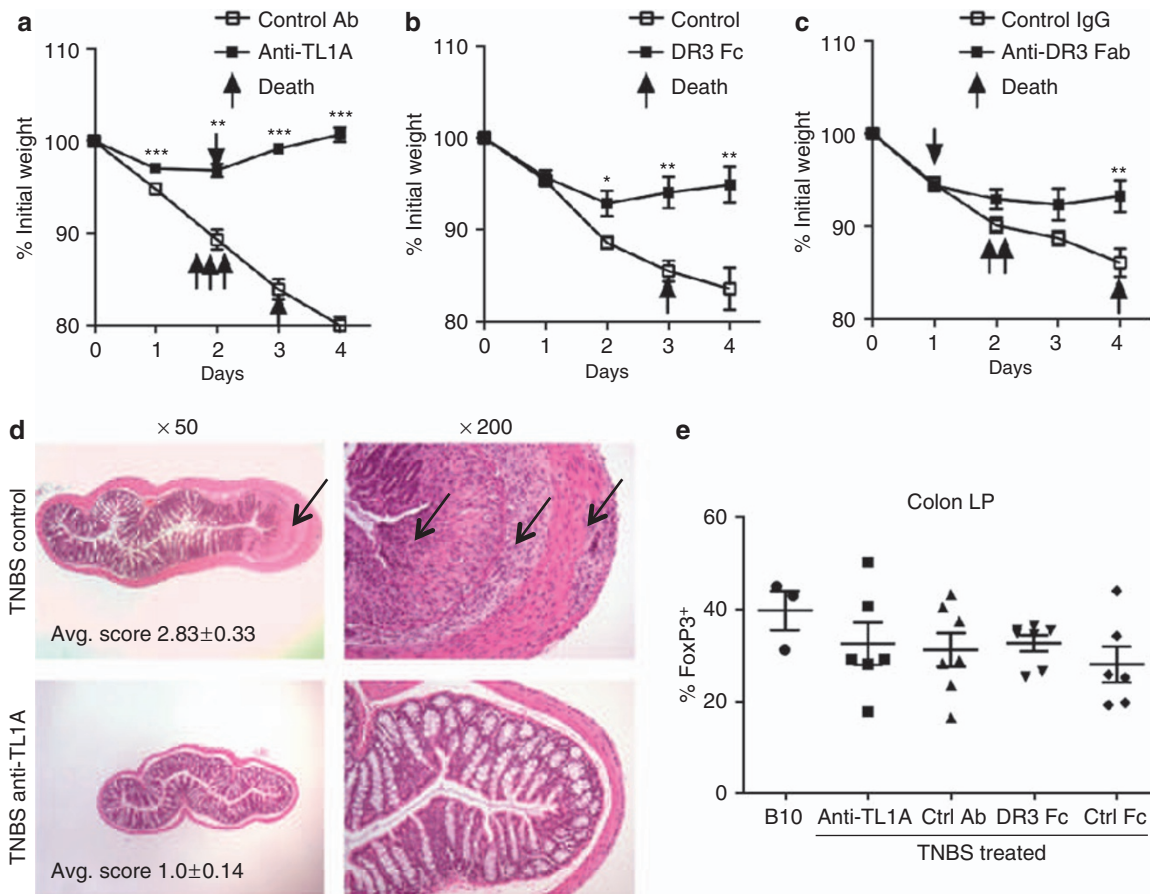 a
Control Ab
Anti-TL1A
Death
110
100
90
80
% Initial weight
***
**
***
***
0 1 2 3 4
Days
b
Control
DR3 Fc
Death
110
100
90
80
% Initial weight
*
**
**
0 1 2 3 4
Days
c
Control IgG
Anti-DR3 Fab
Death
110
100
90
80
% Initial weight
**
0 1 2 3 4
Days
d
× 50
× 200
TNBS control
Avg. score 2.83±0.33
TNBS anti-TL1A
Avg. score 1.0±0.14
e
Colon LP
60
40
20
0
% FoxP3+
B10 Anti-TL1A Ctrl Ab DR3 Fc Ctrl Fc
TNBS treated